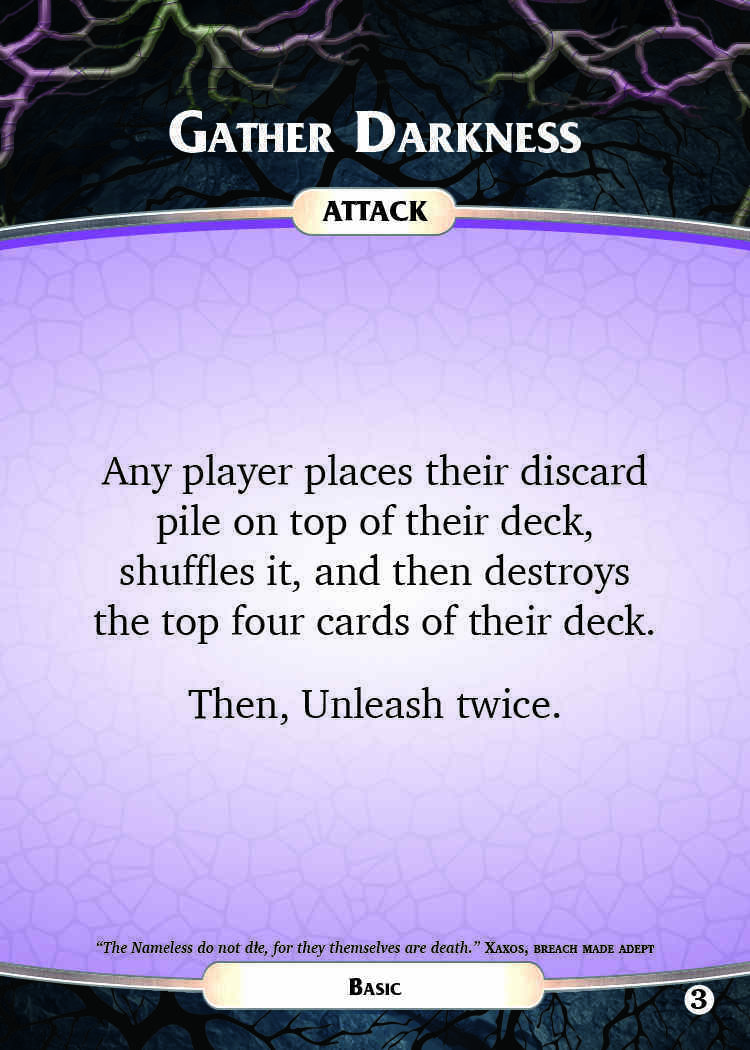 Gather Darkness
ATTACK
Any player places their discard
pile on top of their deck,
shuffles it, and then destroys
the top four cards of their deck.
Then, Unleash twice.
“The Nameless do not die, for they themselves are death.” Xaxos, breach made adept
Basic
3